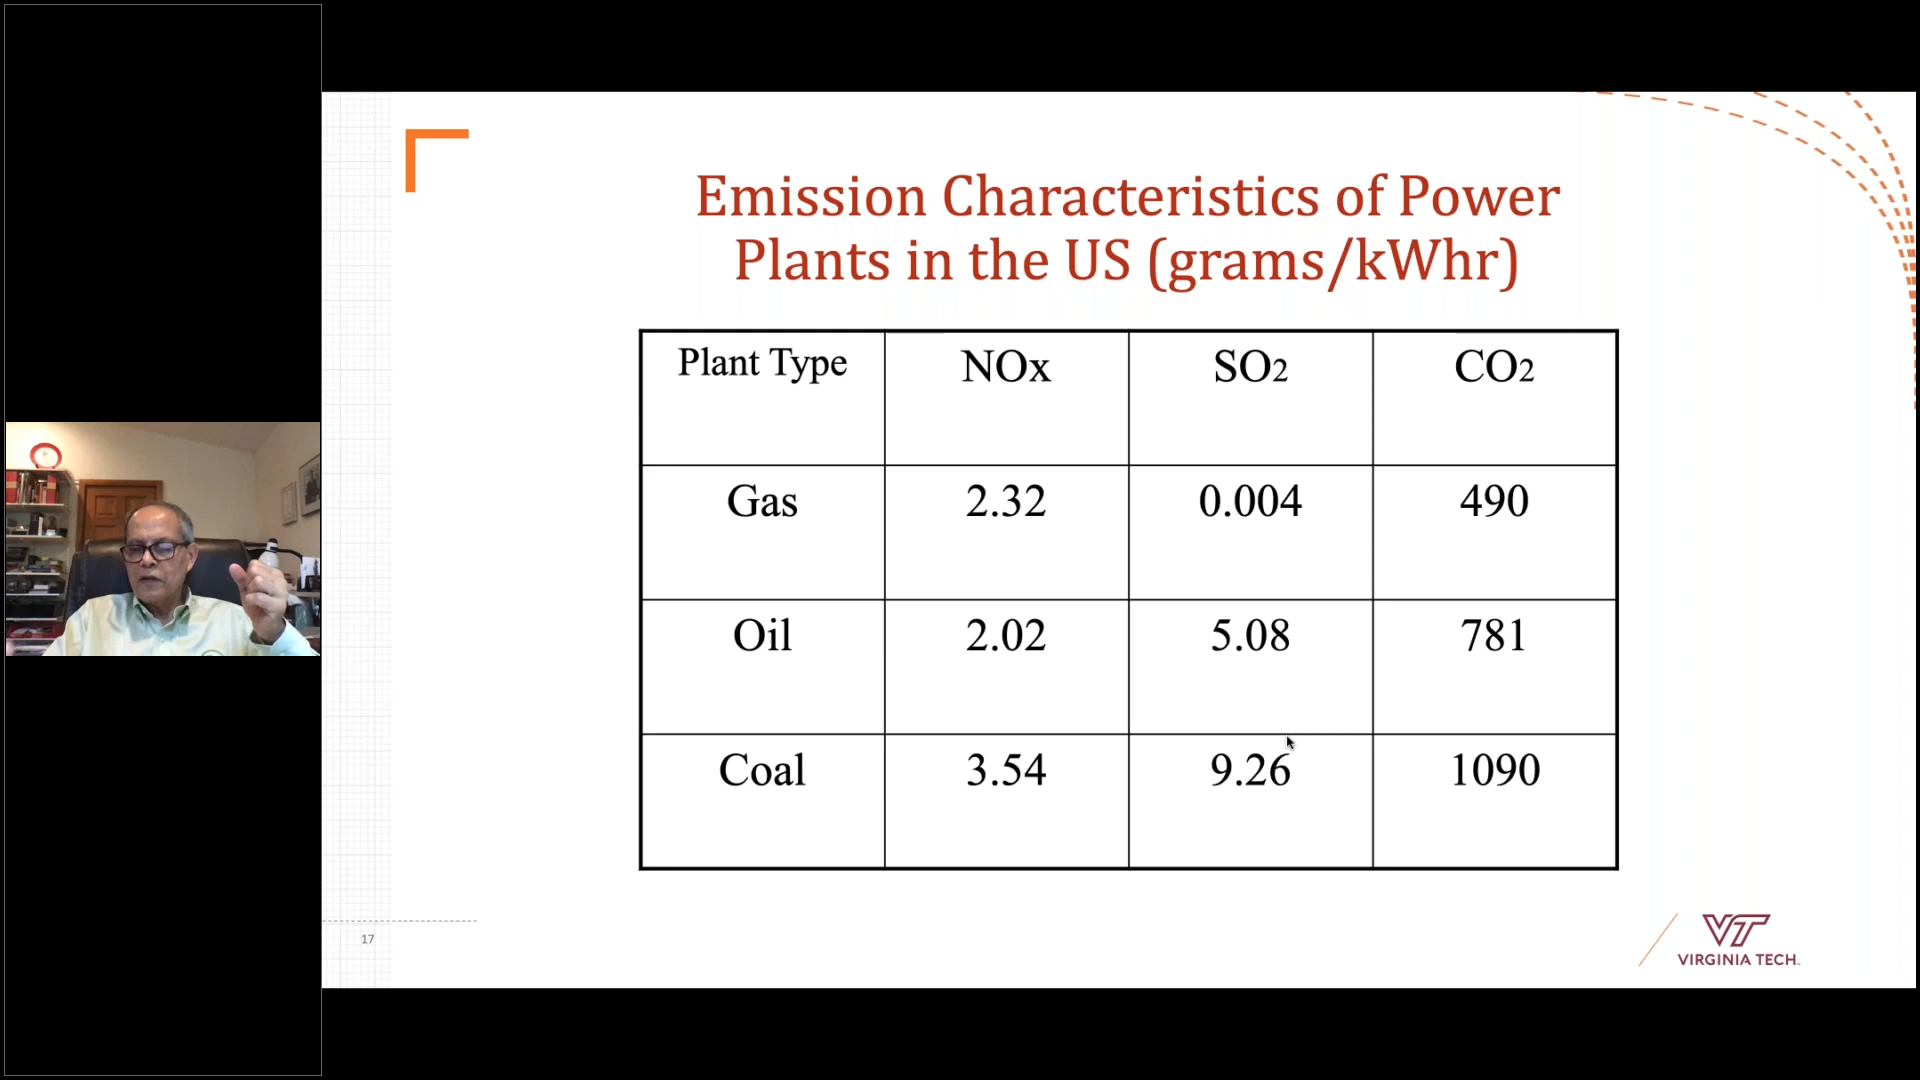 Emission Characteristics of Power
Plants in the US (grams/kWhr)
Plant Type NOx SO2 CO2
Gas 2.32 0.004 490
Oil 2.02 5.08 781
Coal 3.54 9.26 1090
17
VT
VIRGINIA TECH.